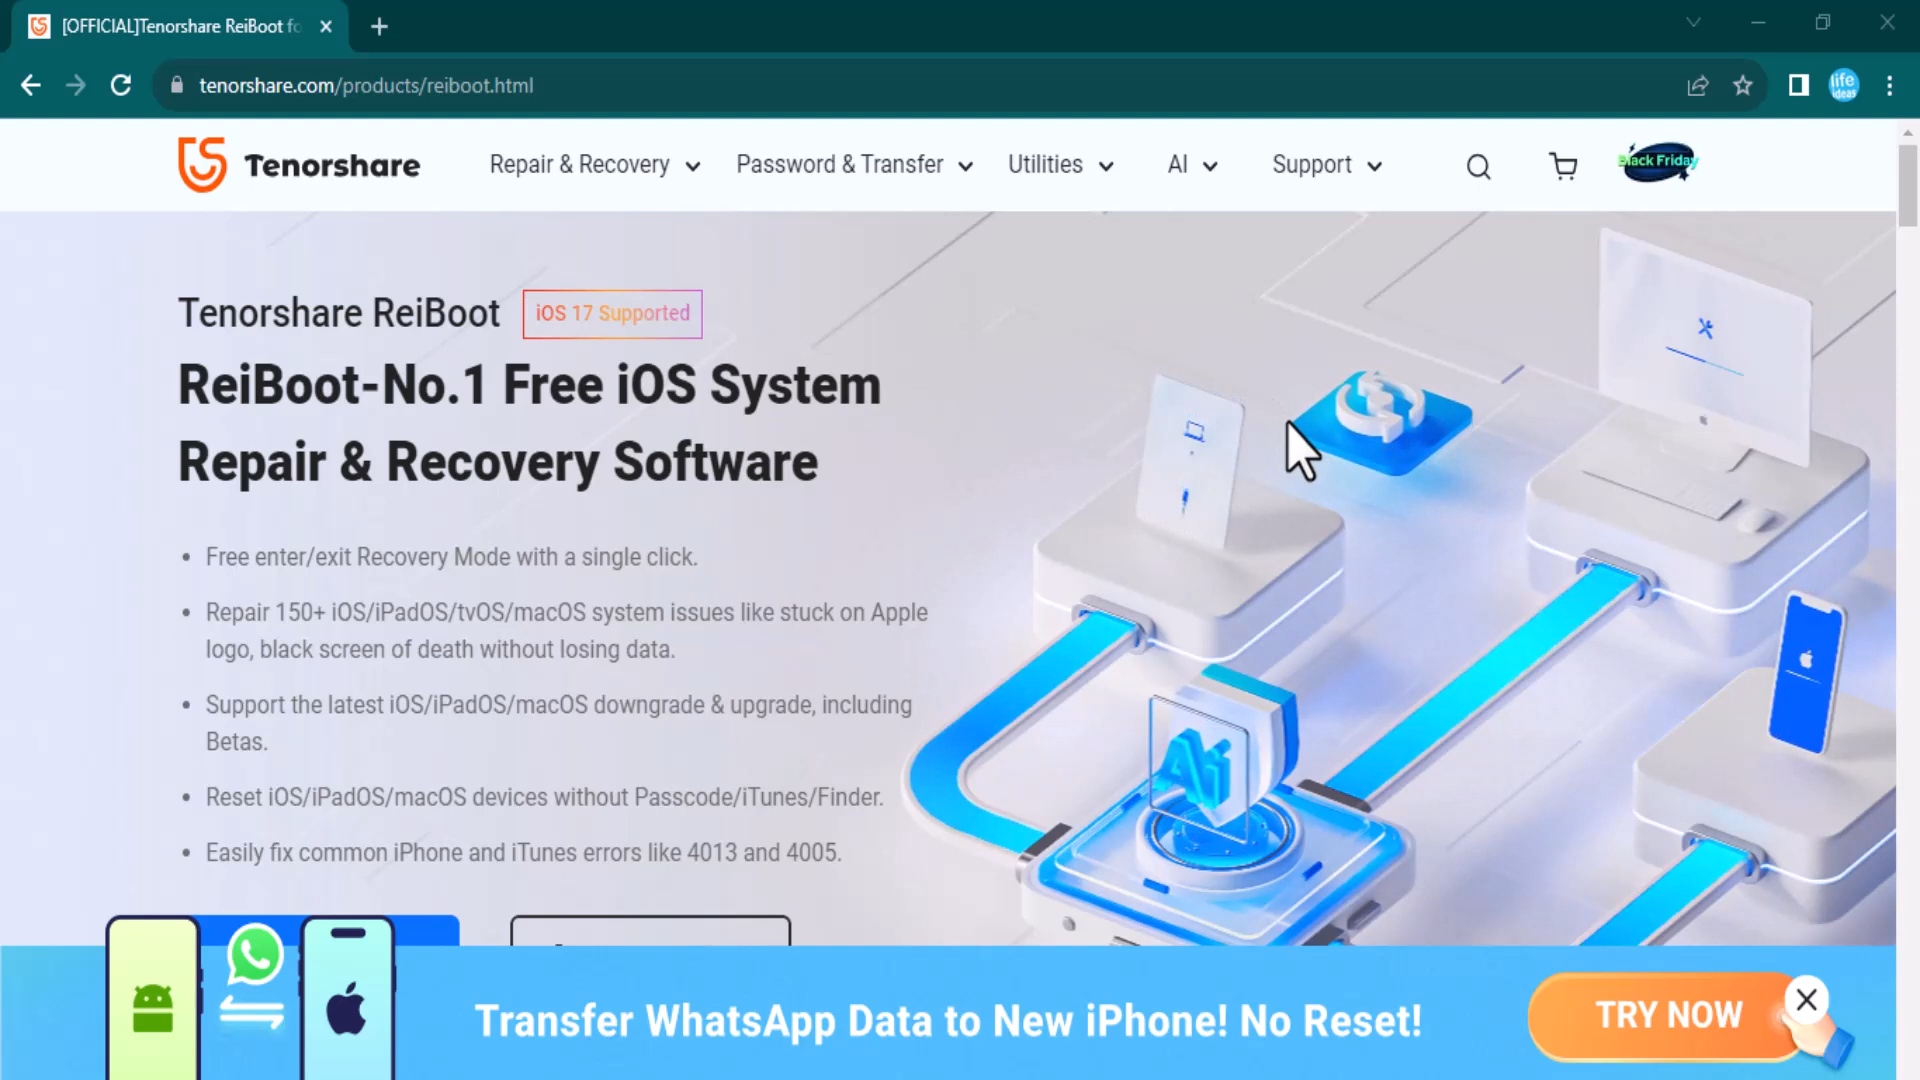 [OFFICIAL]Tenorshare ReiBoot fo
tenorshare.com/products/reiboot.html
life
ideas
Tenorshare
Repair & Recovery
Password & Transfer
Utilities
AI
Support
Black Friday
Tenorshare ReiBoot
iOS 17 Supported
ReiBoot-No.1 Free iOS System
Repair & Recovery Software
• Free enter/exit Recovery Mode with a single click.
• Repair 150+ iOS/iPadOS/tvOS/macOS system issues like stuck on Apple
logo, black screen of death without losing data.
• Support the latest iOS/iPadOS/macOS downgrade & upgrade, including
Betas.
• Reset iOS/iPadOS/macOS devices without Passcode/iTunes/Finder.
• Easily fix common iPhone and iTunes errors like 4013 and 4005.
Ai
Transfer WhatsApp Data to New iPhone! No Reset!
TRY NOW